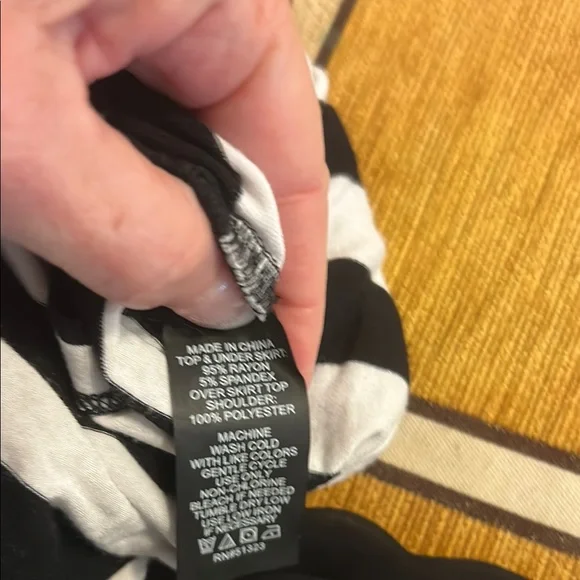 MADE IN CHINA
TOP & UNDER SKIRT:
95% RAYON
5% SPANDEX
OVER SKIRT TOP
SHOULDER:
100% POLYESTER
MACHINE
WASH COLD
WITH LIKE COLORS
GENTLE CYCLE
USE ONLY
NON-CHLORINE
BLEACH IF NEEDED
TUMBLE DRY LOW
USE LOW IRON
IF NECESSARY
RN#51323